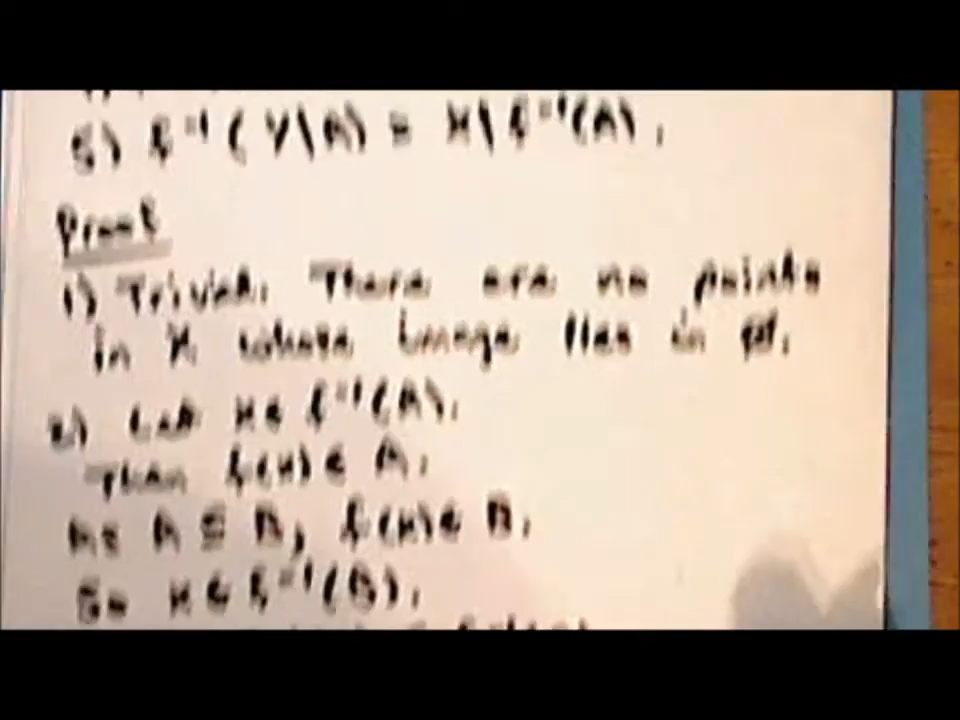 5) f⁻¹(Y\A) = X\f⁻¹(A).
Proof
1) Trivial. There are no points
in X whose image lies in ∅.
2) Let x ∈ f⁻¹(A).
Then f(x) ∈ A.
As A ⊆ B, f(x) ∈ B.
So x ∈ f⁻¹(B).